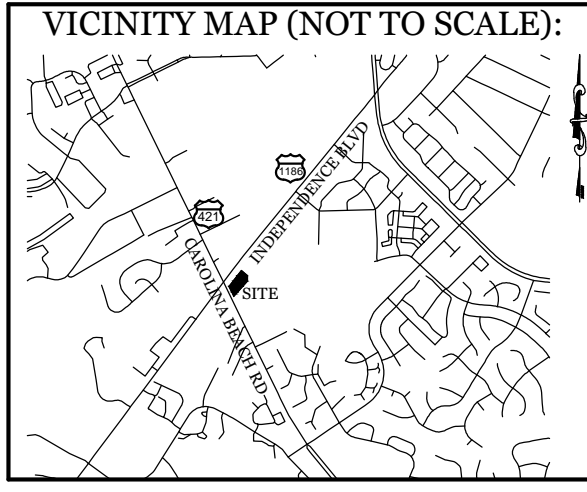 VICINITY MAP (NOT TO SCALE):
1186
INDEPENDENCE BLVD
421
CAROLINA BEACH RD
SITE